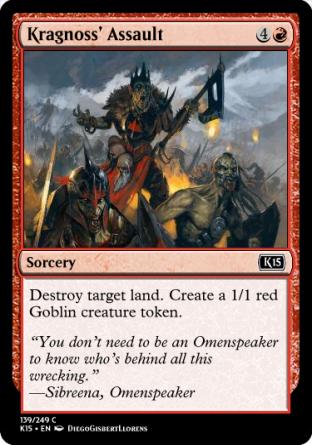 Kragnoss' Assault 4
Sorcery K15
Destroy target land. Create a 1/1 red
Goblin creature token.
“You don't need to be an Omenspeaker
to know who's behind all this
wrecking.”
—Sibreena, Omenspeaker
139/249 C
K15 • EN DiegoGisbertLlorens